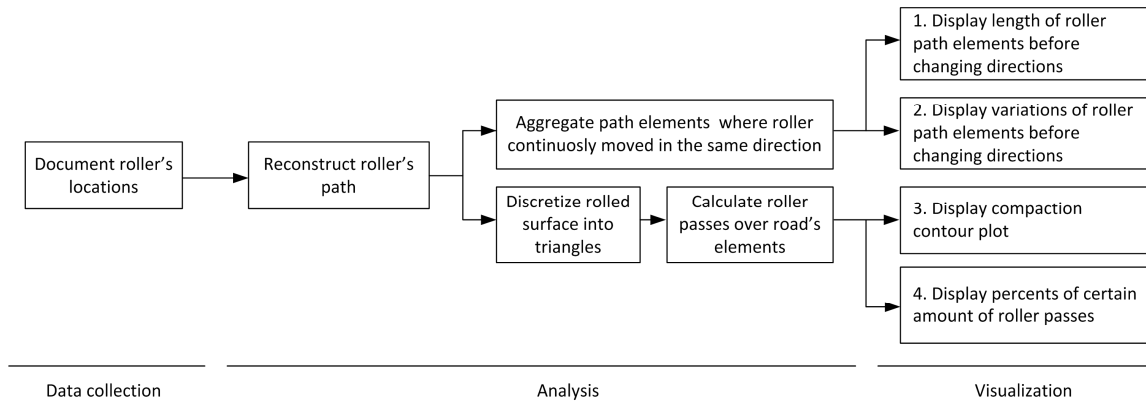 Document roller's
locations
Reconstruct roller's
path
Aggregate path elements where roller
continuosly moved in the same direction
Discretize rolled
surface into
triangles
Calculate roller
passes over road's
elements
1. Display length of roller
path elements before
changing directions
2. Display variations of roller
path elements before
changing directions
3. Display compaction
contour plot
4. Display percents of certain
amount of roller passes
Data collection
Analysis
Visualization